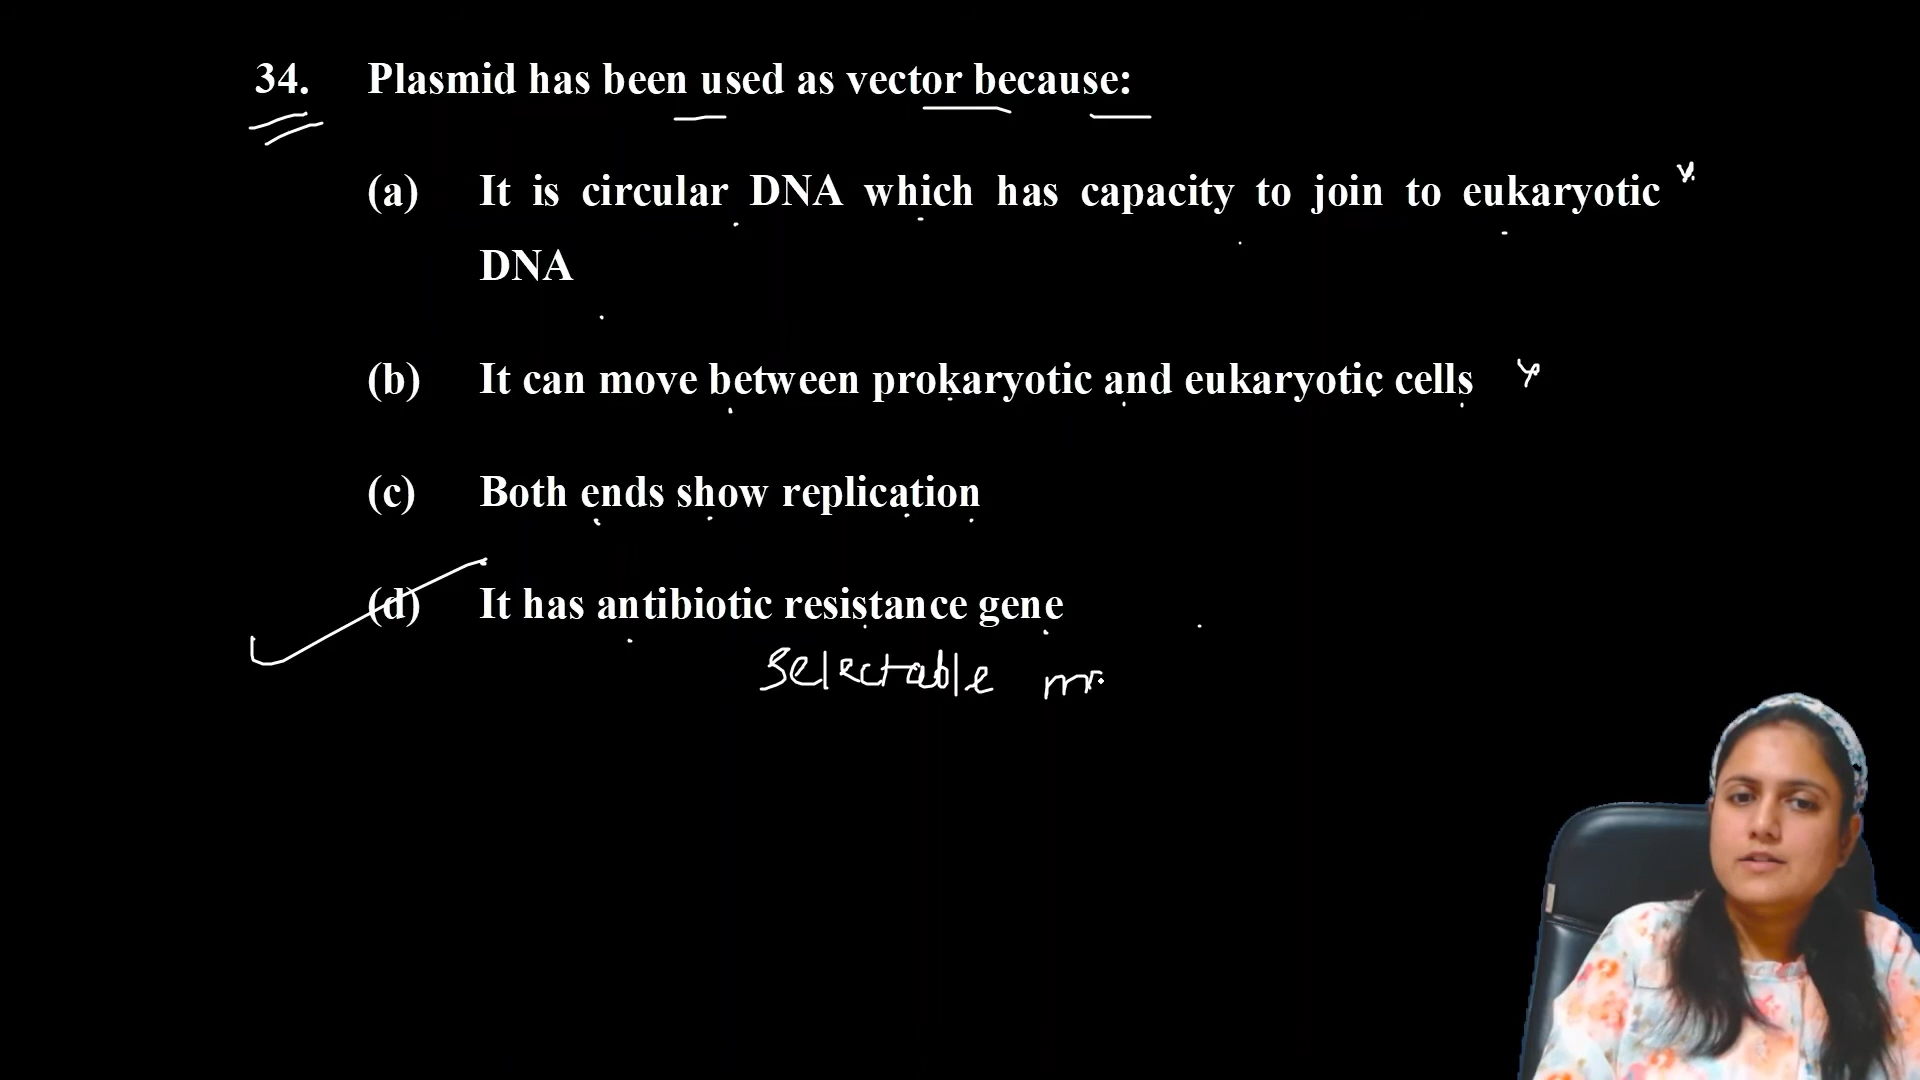 34. Plasmid has been used as vector because:
(a) It is circular DNA which has capacity to join to eukaryotic
DNA
(b) It can move between prokaryotic and eukaryotic cells
(c) Both ends show replication
(d) It has antibiotic resistance gene
Selectable